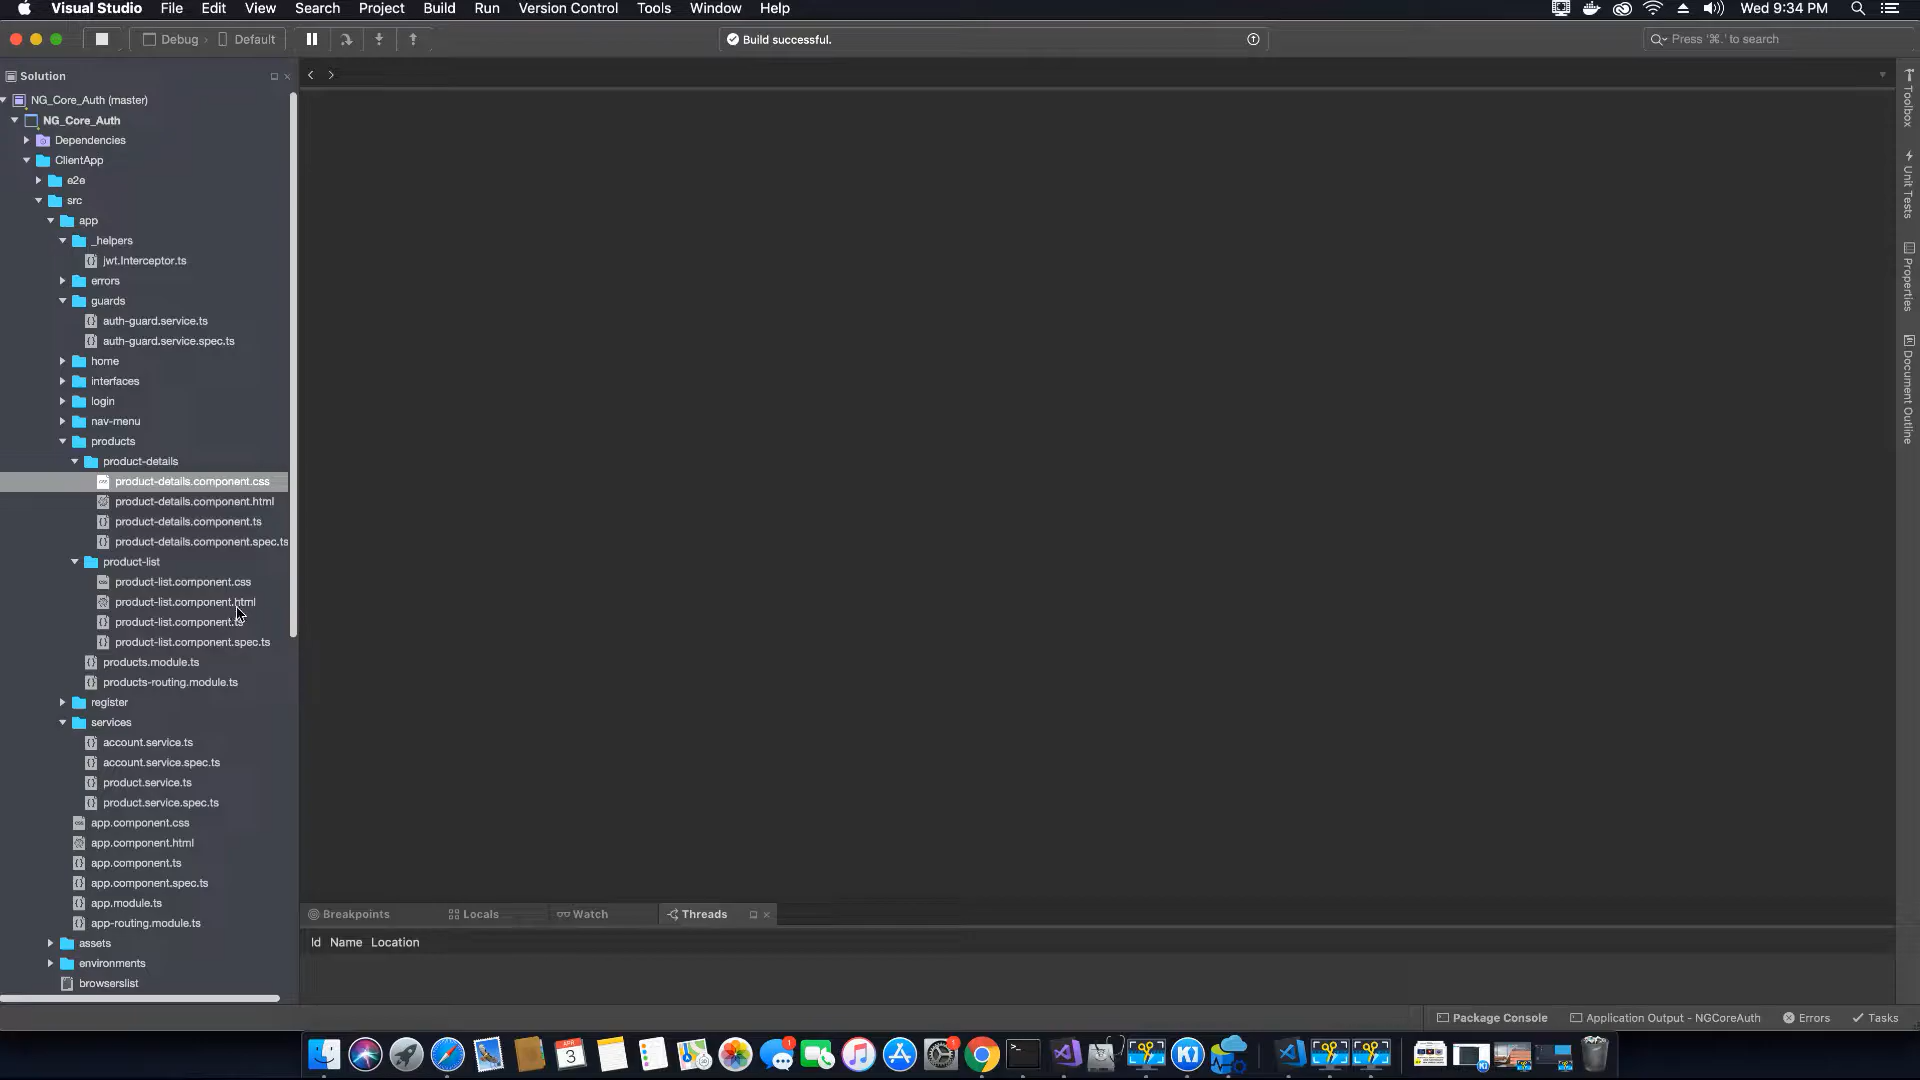 Visual Studio File Edit View Search Project Build Run Version Control Tools Window Help Wed 9:34 PM
Debug Default Build successful. Press '⌘.' to search
Solution
NG_Core_Auth (master)
NG_Core_Auth
Dependencies
ClientApp
e2e
src
app
_helpers
jwt.Interceptor.ts
errors
guards
auth-guard.service.ts
auth-guard.service.spec.ts
home
interfaces
login
nav-menu
products
product-details
product-details.component.css
product-details.component.html
product-details.component.ts
product-details.component.spec.ts
product-list
product-list.component.css
product-list.component.html
product-list.component.ts
product-list.component.spec.ts
products.module.ts
products-routing.module.ts
register
services
account.service.ts
account.service.spec.ts
product.service.ts
product.service.spec.ts
app.component.css
app.component.html
app.component.ts
app.component.spec.ts
app.module.ts
app-routing.module.ts
assets
environments
browserslist
Toolbox
Unit Tests
Properties
Document Outline
Breakpoints Locals Watch Threads
Id Name Location
Package Console Application Output - NGCoreAuth Errors Tasks
APR
3
1
1